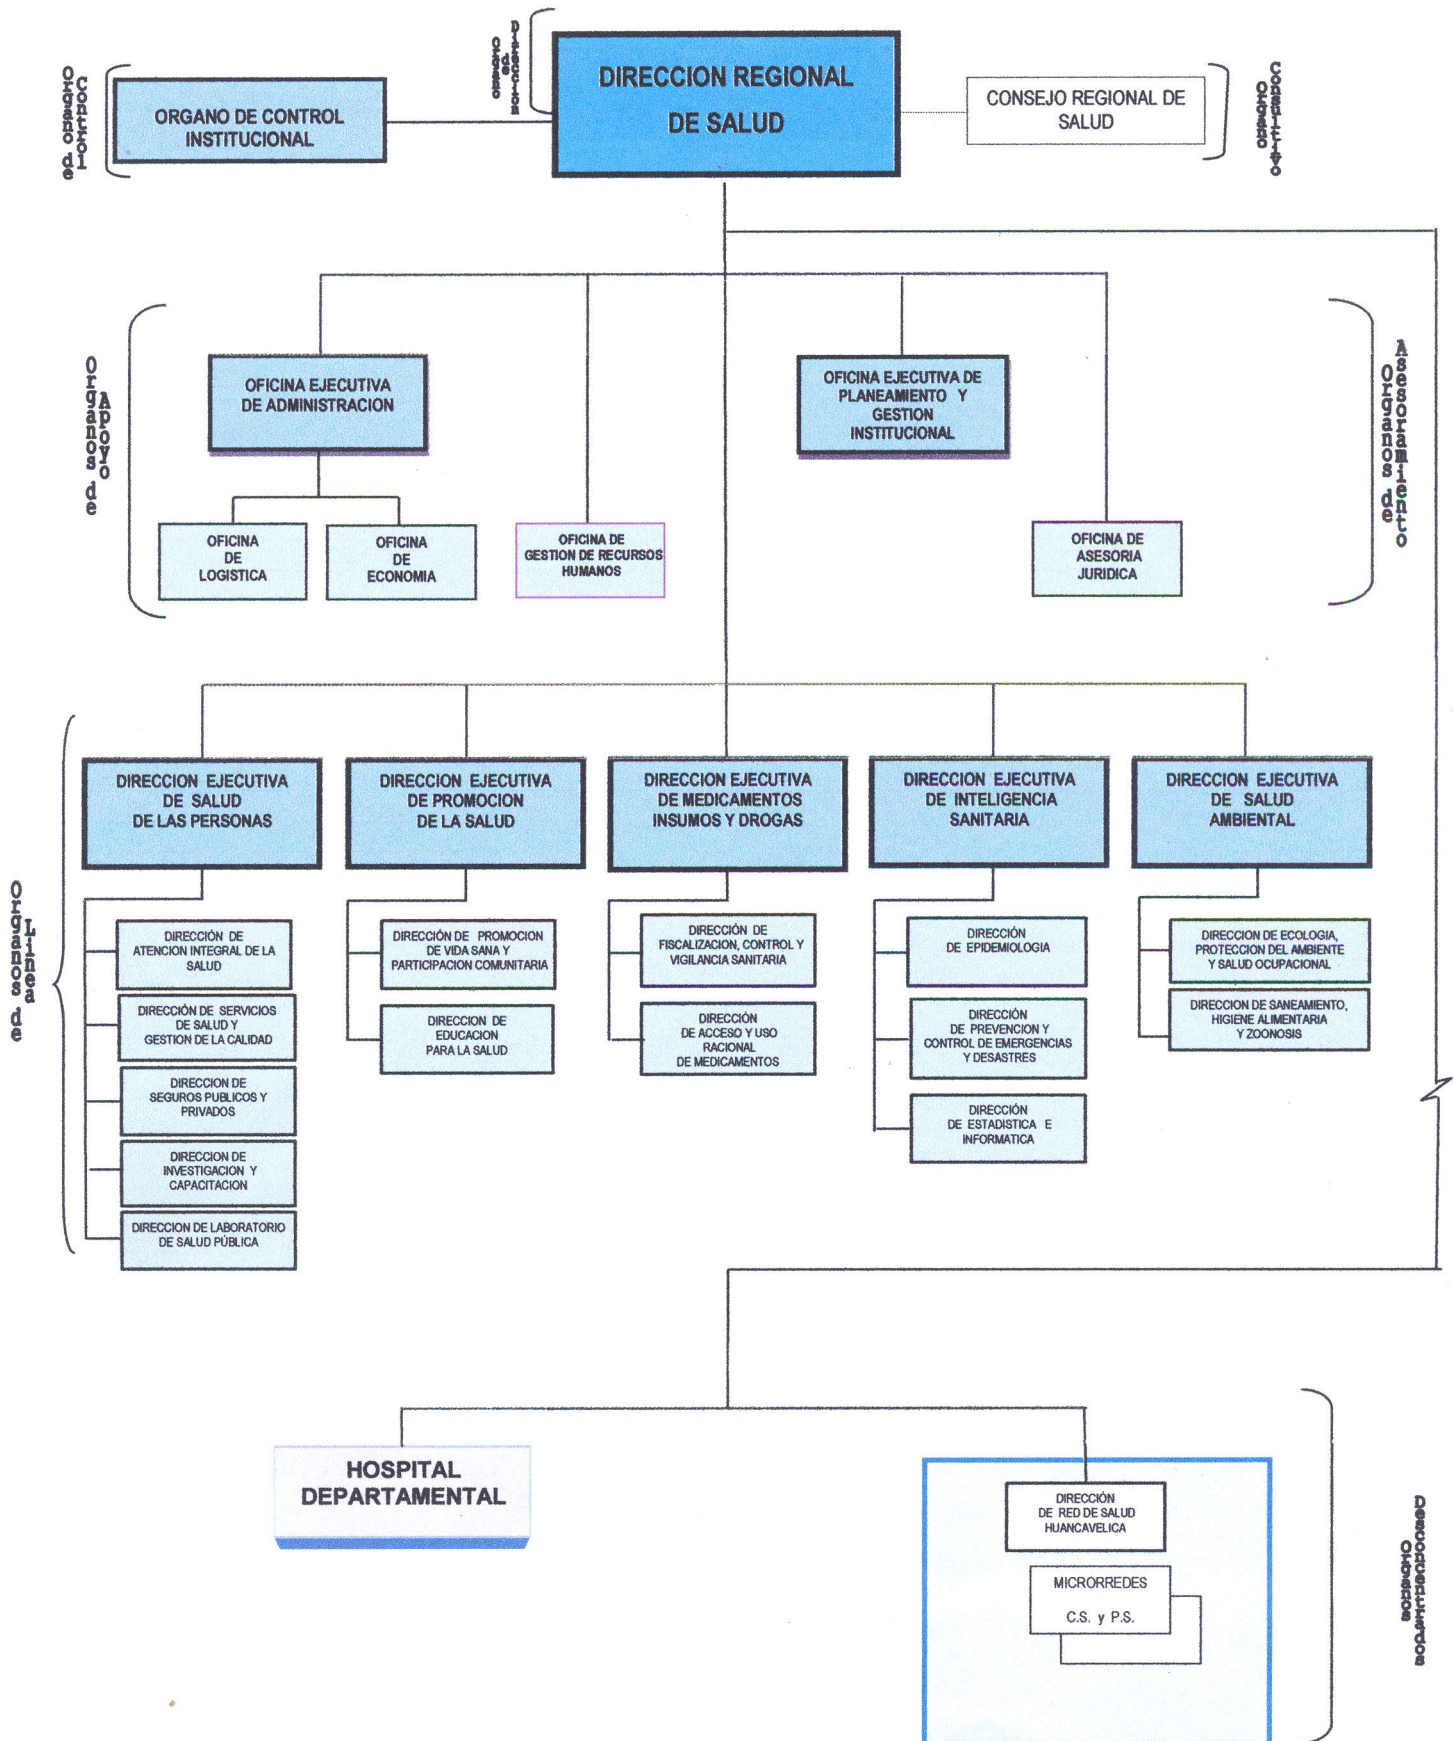 Organo de
Dirección
DIRECCION REGIONAL
DE SALUD
Organo de
Control
ORGANO DE CONTROL
INSTITUCIONAL
CONSEJO REGIONAL DE
SALUD
Organo
Consultivo
Organos de
Apoyo
OFICINA EJECUTIVA
DE ADMINISTRACION
OFICINA EJECUTIVA DE
PLANEAMIENTO Y
GESTION
INSTITUCIONAL
Organos de
Asesoramiento
OFICINA
DE
LOGISTICA
OFICINA
DE
ECONOMIA
OFICINA DE
GESTION DE RECURSOS
HUMANOS
OFICINA DE
ASESORIA
JURIDICA
Organos de
Linea
DIRECCION EJECUTIVA
DE SALUD
DE LAS PERSONAS
DIRECCION EJECUTIVA
DE PROMOCION
DE LA SALUD
DIRECCION EJECUTIVA
DE MEDICAMENTOS
INSUMOS Y DROGAS
DIRECCION EJECUTIVA
DE INTELIGENCIA
SANITARIA
DIRECCION EJECUTIVA
DE SALUD
AMBIENTAL
DIRECCIÓN DE
ATENCION INTEGRAL DE LA
SALUD
DIRECCIÓN DE SERVICIOS
DE SALUD Y
GESTION DE LA CALIDAD
DIRECCION DE
SEGUROS PUBLICOS Y
PRIVADOS
DIRECCION DE
INVESTIGACION Y
CAPACITACION
DIRECCION DE LABORATORIO
DE SALUD PÚBLICA
DIRECCIÓN DE PROMOCION
DE VIDA SANA Y
PARTICIPACION COMUNITARIA
DIRECCION DE
EDUCACION
PARA LA SALUD
DIRECCIÓN DE
FISCALIZACION, CONTROL Y
VIGILANCIA SANITARIA
DIRECCIÓN
DE ACCESO Y USO
RACIONAL
DE MEDICAMENTOS
DIRECCIÓN
DE EPIDEMIOLOGIA
DIRECCIÓN
DE PREVENCION Y
CONTROL DE EMERGENCIAS
Y DESASTRES
DIRECCIÓN
DE ESTADISTICA E
INFORMATICA
DIRECCION DE ECOLOGIA,
PROTECCION DEL AMBIENTE
Y SALUD OCUPACIONAL
DIRECCION DE SANEAMIENTO,
HIGIENE ALIMENTARIA
Y ZOONOSIS
HOSPITAL
DEPARTAMENTAL
DIRECCIÓN
DE RED DE SALUD
HUANCAVELICA
MICRORREDES
C.S. y P.S.
Organos
Desconcentrados